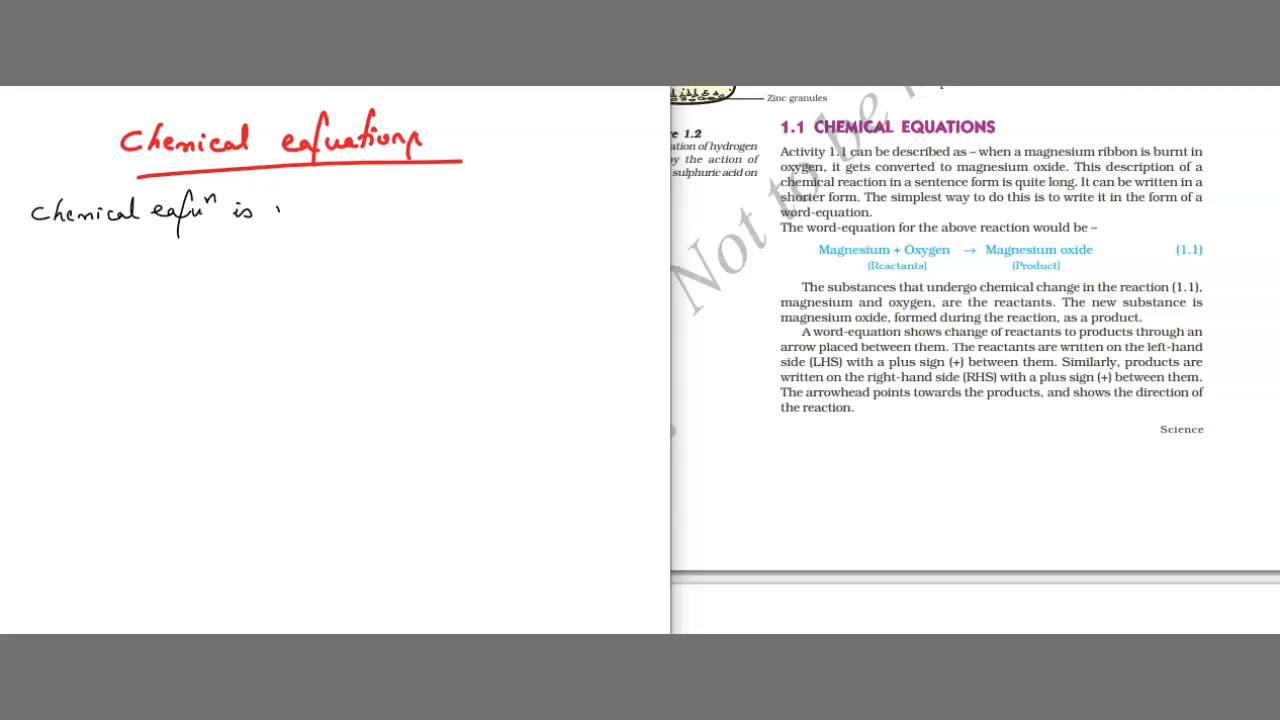 Chemical equations
Chemical equⁿ is
Zinc granules
re 1.2
ation of hydrogen
by the action of
sulphuric acid on
1.1 CHEMICAL EQUATIONS
Activity 1.1 can be described as – when a magnesium ribbon is burnt in
oxygen, it gets converted to magnesium oxide. This description of a
chemical reaction in a sentence form is quite long. It can be written in a
shorter form. The simplest way to do this is to write it in the form of a
word-equation.
The word-equation for the above reaction would be –
Magnesium + Oxygen → Magnesium oxide (1.1)
(Reactants) (Product)
The substances that undergo chemical change in the reaction (1.1),
magnesium and oxygen, are the reactants. The new substance is
magnesium oxide, formed during the reaction, as a product.
A word-equation shows change of reactants to products through an
arrow placed between them. The reactants are written on the left-hand
side (LHS) with a plus sign (+) between them. Similarly, products are
written on the right-hand side (RHS) with a plus sign (+) between them.
The arrowhead points towards the products, and shows the direction of
the reaction.
Science
Not to be